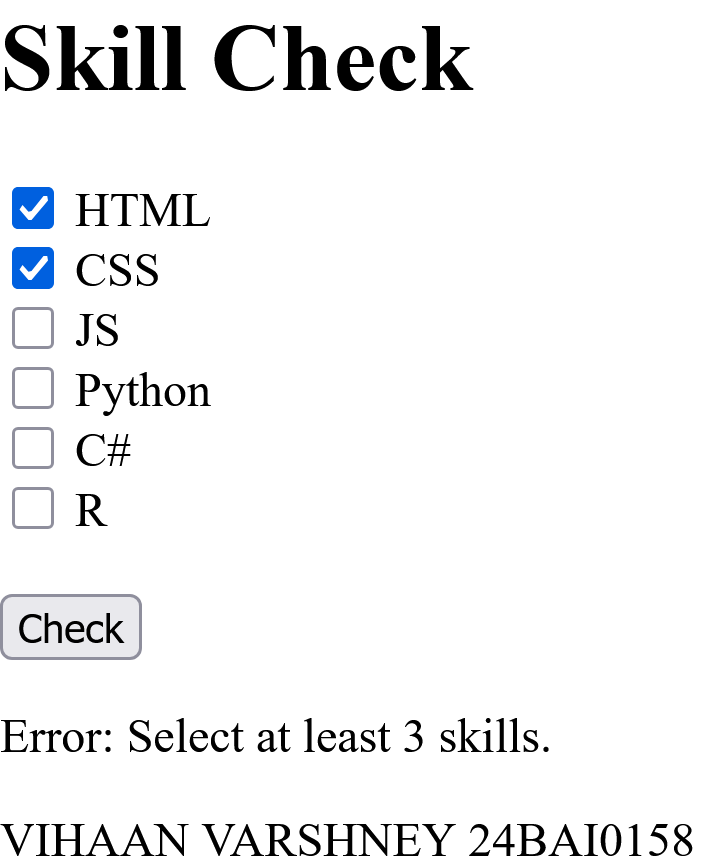 Skill Check
HTML
CSS
JS
Python
C#
R
Check
Error: Select at least 3 skills.
VIHAAN VARSHNEY 24BAI0158